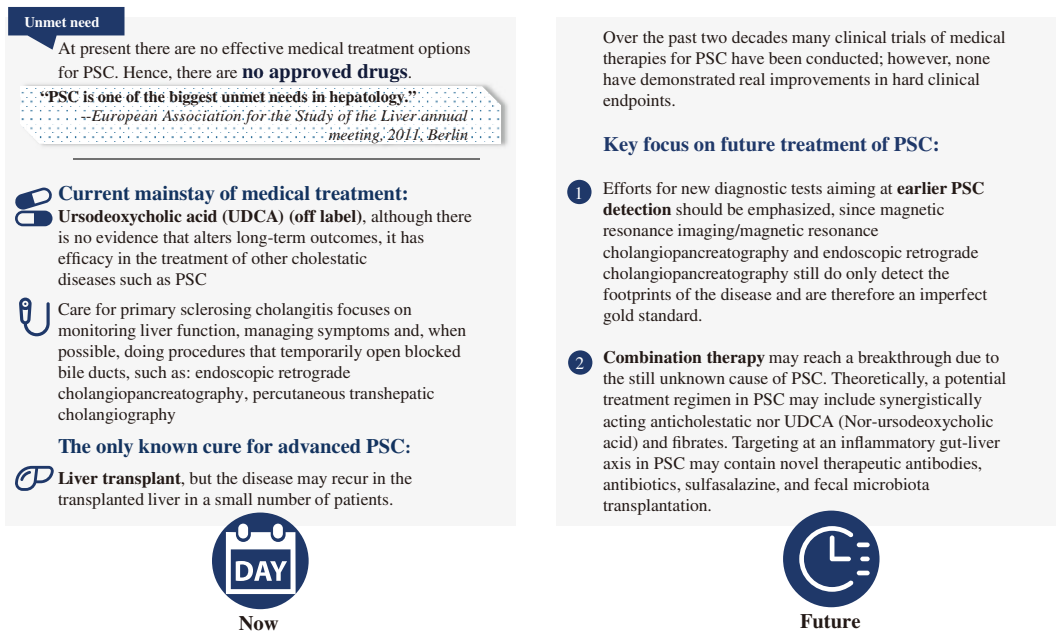 Unmet need
At present there are no effective medical treatment options
for PSC. Hence, there are no approved drugs.
“PSC is one of the biggest unmet needs in hepatology.”
--European Association for the Study of the Liver annual
meeting, 2011, Berlin
Current mainstay of medical treatment:
Ursodeoxycholic acid (UDCA) (off label), although there
is no evidence that alters long-term outcomes, it has
efficacy in the treatment of other cholestatic
diseases such as PSC
Care for primary sclerosing cholangitis focuses on
monitoring liver function, managing symptoms and, when
possible, doing procedures that temporarily open blocked
bile ducts, such as: endoscopic retrograde
cholangiopancreatography, percutaneous transhepatic
cholangiography
The only known cure for advanced PSC:
Liver transplant, but the disease may recur in the
transplanted liver in a small number of patients.
DAY
Now
Over the past two decades many clinical trials of medical
therapies for PSC have been conducted; however, none
have demonstrated real improvements in hard clinical
endpoints.
Key focus on future treatment of PSC:
1 Efforts for new diagnostic tests aiming at earlier PSC
detection should be emphasized, since magnetic
resonance imaging/magnetic resonance
cholangiopancreatography and endoscopic retrograde
cholangiopancreatography still do only detect the
footprints of the disease and are therefore an imperfect
gold standard.
2 Combination therapy may reach a breakthrough due to
the still unknown cause of PSC. Theoretically, a potential
treatment regimen in PSC may include synergistically
acting anticholestatic nor UDCA (Nor-ursodeoxycholic
acid) and fibrates. Targeting at an inflammatory gut-liver
axis in PSC may contain novel therapeutic antibodies,
antibiotics, sulfasalazine, and fecal microbiota
transplantation.
Future